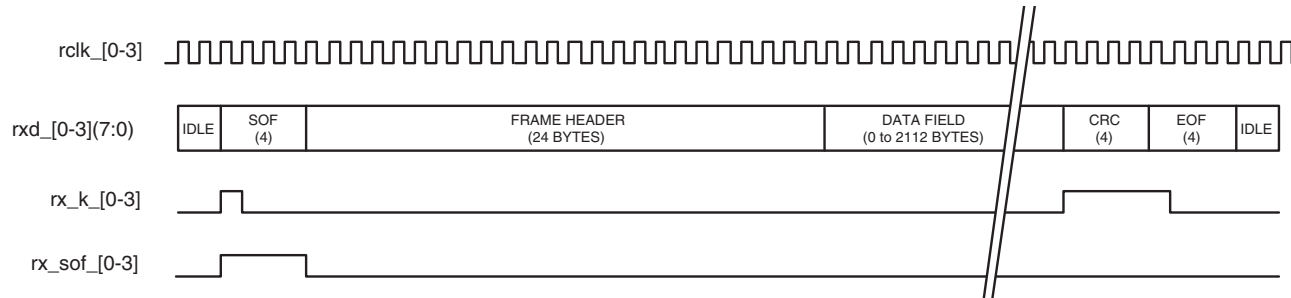 rclk_[0-3]
rxd_[0-3](7:0)
IDLE
SOF
(4)
FRAME HEADER
(24 BYTES)
DATA FIELD
(0 to 2112 BYTES)
CRC
(4)
EOF
(4)
IDLE
rx_k_[0-3]
rx_sof_[0-3]